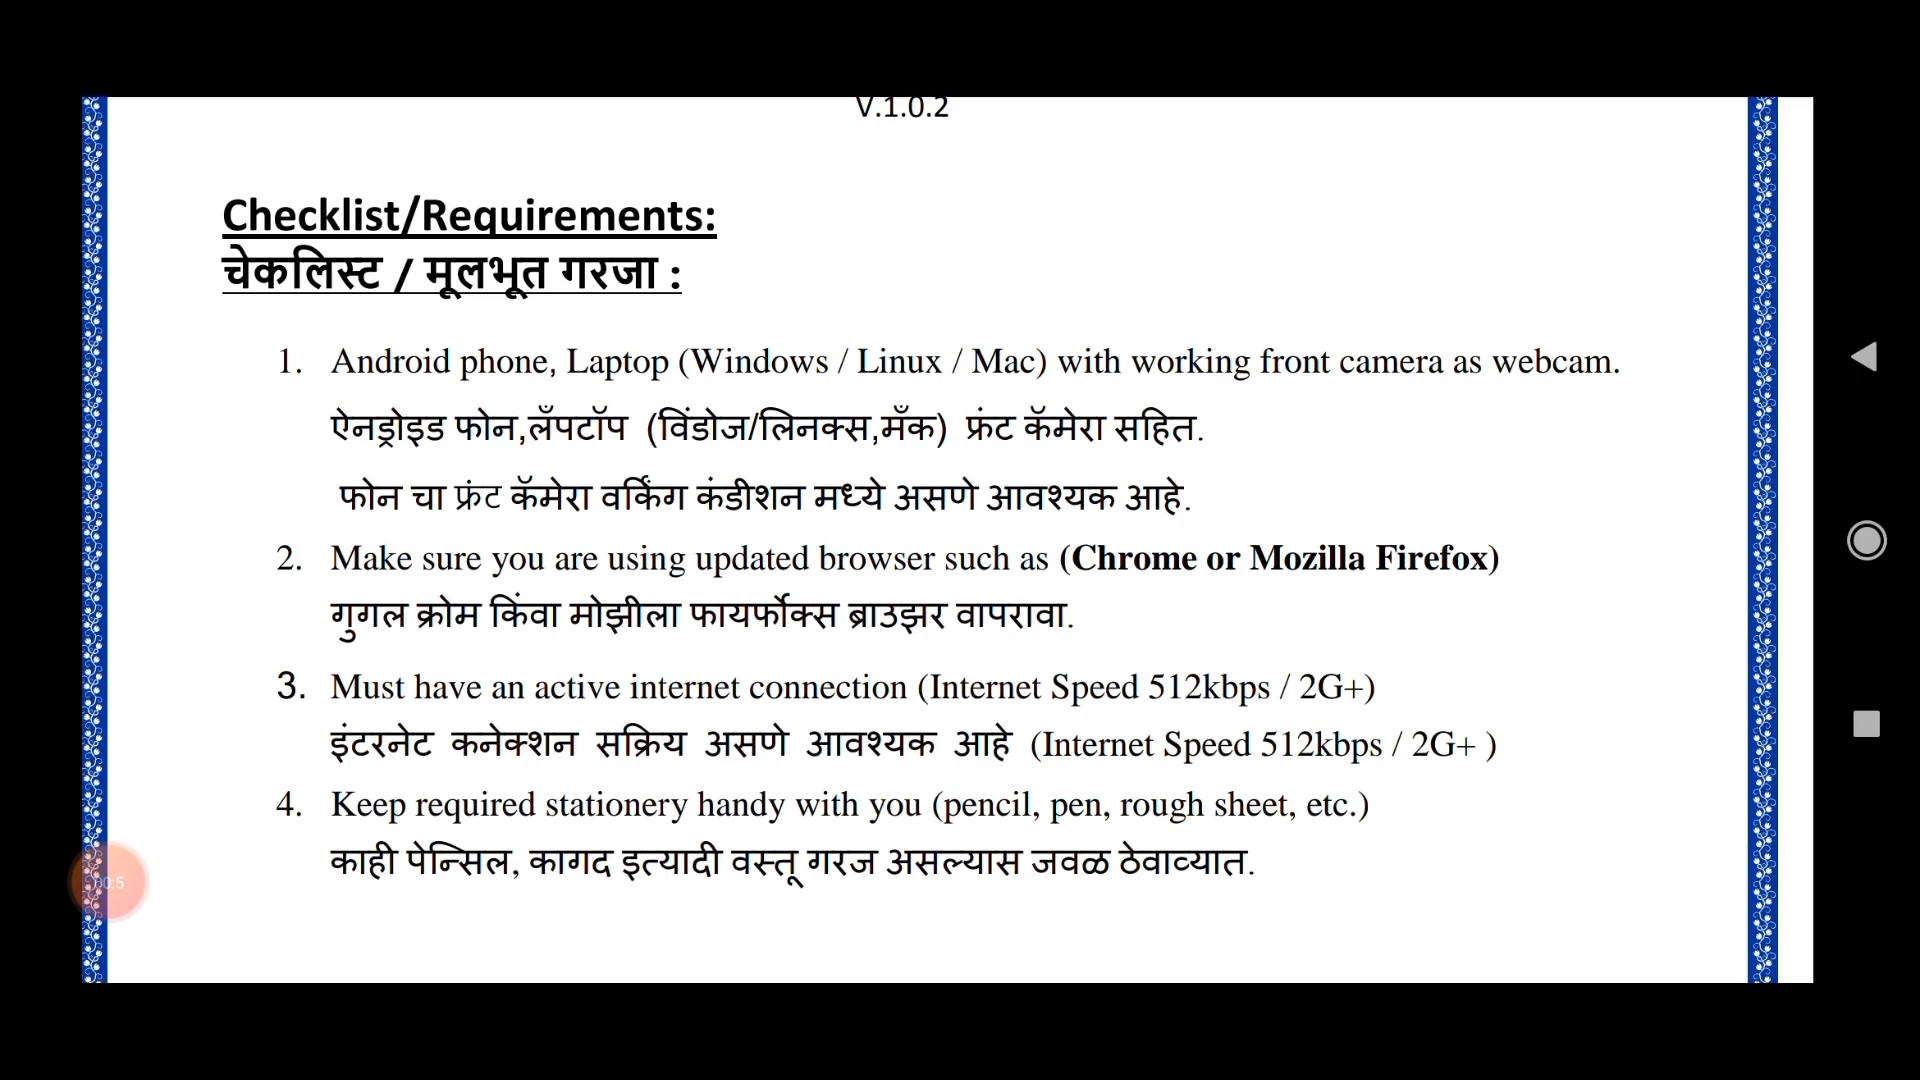 V.1.0.2
Checklist/Requirements:
चेकलिस्ट / मूलभूत गरजा :
1. Android phone, Laptop (Windows / Linux / Mac) with working front camera as webcam.
ऐनड्रोइड फोन,लँपटॉप (विंडोज/लिनक्स,मँक) फ्रंट कॅमेरा सहित.
फोन चा फ्रंट कॅमेरा वर्किंग कंडीशन मध्ये असणे आवश्यक आहे.
2. Make sure you are using updated browser such as (Chrome or Mozilla Firefox)
गुगल क्रोम किंवा मोझीला फायर्फोक्स ब्राउझर वापरावा.
3. Must have an active internet connection (Internet Speed 512kbps / 2G+)
इंटरनेट कनेक्शन सक्रिय असणे आवश्यक आहे (Internet Speed 512kbps / 2G+ )
4. Keep required stationery handy with you (pencil, pen, rough sheet, etc.)
काही पेन्सिल, कागद इत्यादी वस्तू गरज असल्यास जवळ ठेवाव्यात.
00:5